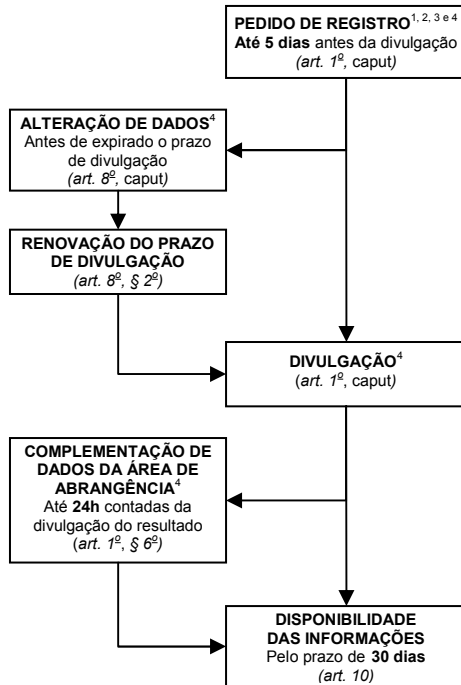 PEDIDO DE REGISTRO1, 2, 3 e 4
Até 5 dias antes da divulgação
(art. 1º, caput)
ALTERAÇÃO DE DADOS4
Antes de expirado o prazo
de divulgação
(art. 8º, caput)
RENOVAÇÃO DO PRAZO
DE DIVULGAÇÃO
(art. 8º, § 2º)
DIVULGAÇÃO4
(art. 1º, caput)
COMPLEMENTAÇÃO DE
DADOS DA ÁREA DE
ABRANGÊNCIA4
Até 24h contadas da
divulgação do resultado
(art. 1º, § 6º)
DISPONIBILIDADE
DAS INFORMAÇÕES
Pelo prazo de 30 dias
(art. 10)